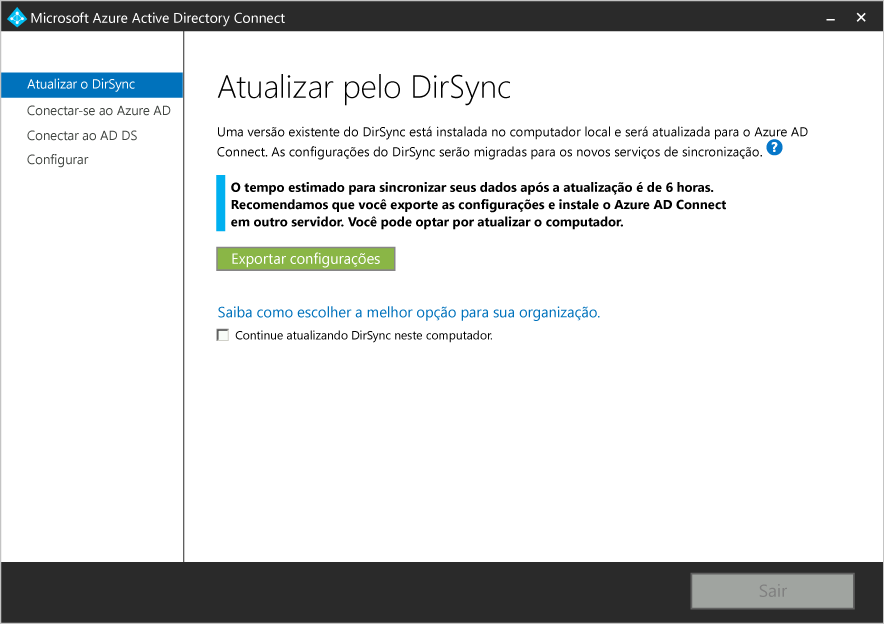 Microsoft Azure Active Directory Connect
Atualizar o DirSync
Conectar-se ao Azure AD
Conectar ao AD DS
Configurar
Atualizar pelo DirSync
Uma versão existente do DirSync está instalada no computador local e será atualizada para o Azure AD
Connect. As configurações do DirSync serão migradas para os novos serviços de sincronização. ?
O tempo estimado para sincronizar seus dados após a atualização é de 6 horas.
Recomendamos que você exporte as configurações e instale o Azure AD Connect
em outro servidor. Você pode optar por atualizar o computador.
Exportar configurações
Saiba como escolher a melhor opção para sua organização.
Continue atualizando DirSync neste computador.
Sair